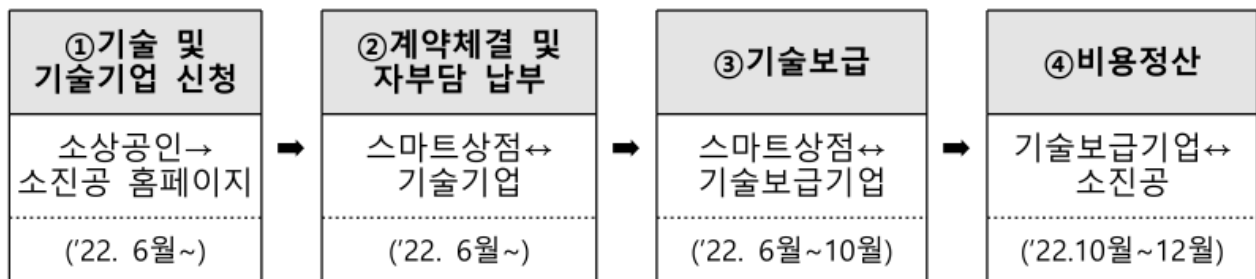 ①기술 및
기술기업 신청
소상공인→
소진공 홈페이지
('22. 6월~)
➡
②계약체결 및
자부담 납부
스마트상점↔
기술기업
('22. 6월~)
➡
③기술보급
스마트상점↔
기술보급기업
('22. 6월~10월)
➡
④비용정산
기술보급기업↔
소진공
('22.10월~12월)